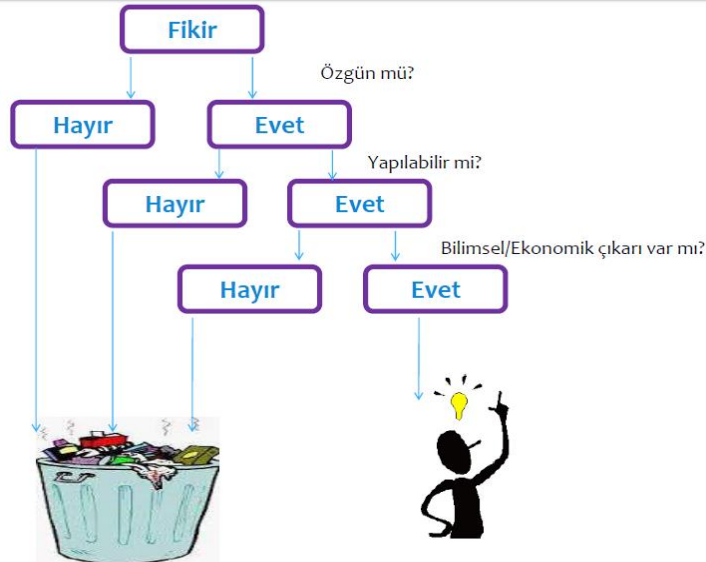 Fikir
Özgün mü?
Hayır
Evet
Yapılabilir mi?
Hayır
Evet
Bilimsel/Ekonomik çıkarı var mı?
Hayır
Evet